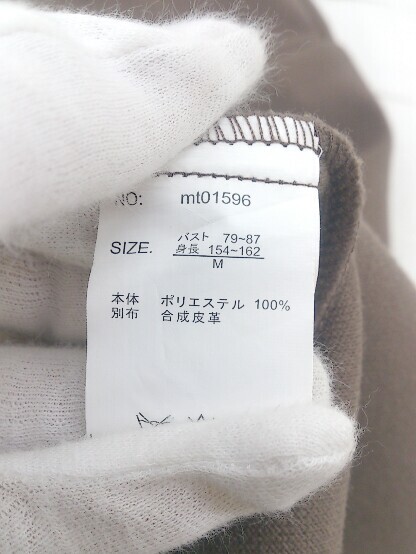 NO: mt01596
バスト 79~87
SIZE. 身長 154~162
M
本体 ポリエステル 100%
別布 合成皮革